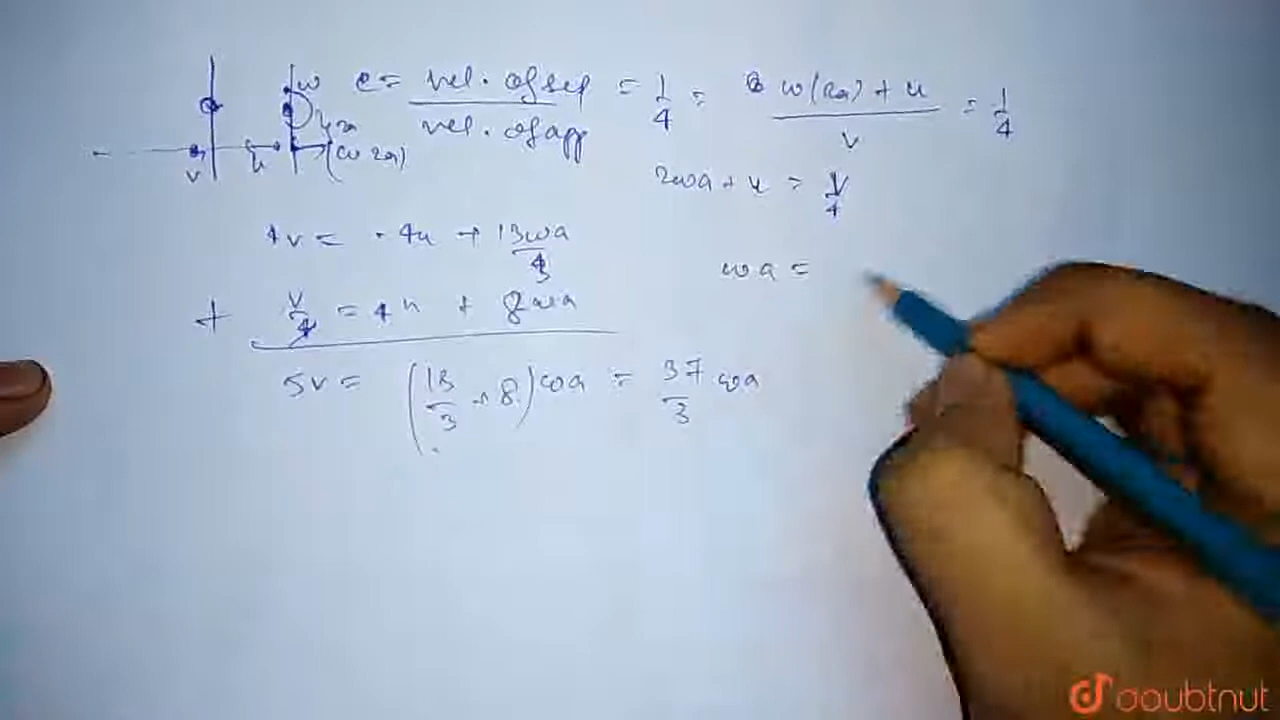 ω e = vel. of sep / vel. of app = 1/4 = ω(2a) + u / v = 1/4
v u (ω 2a)
2ωa + u = v/4
4v = - 4u + 13ωa/3
ωa =
+ v = 4u + 8ωa
5v = (13/3 + 8) ωa = 37/3 ωa
doubtnut